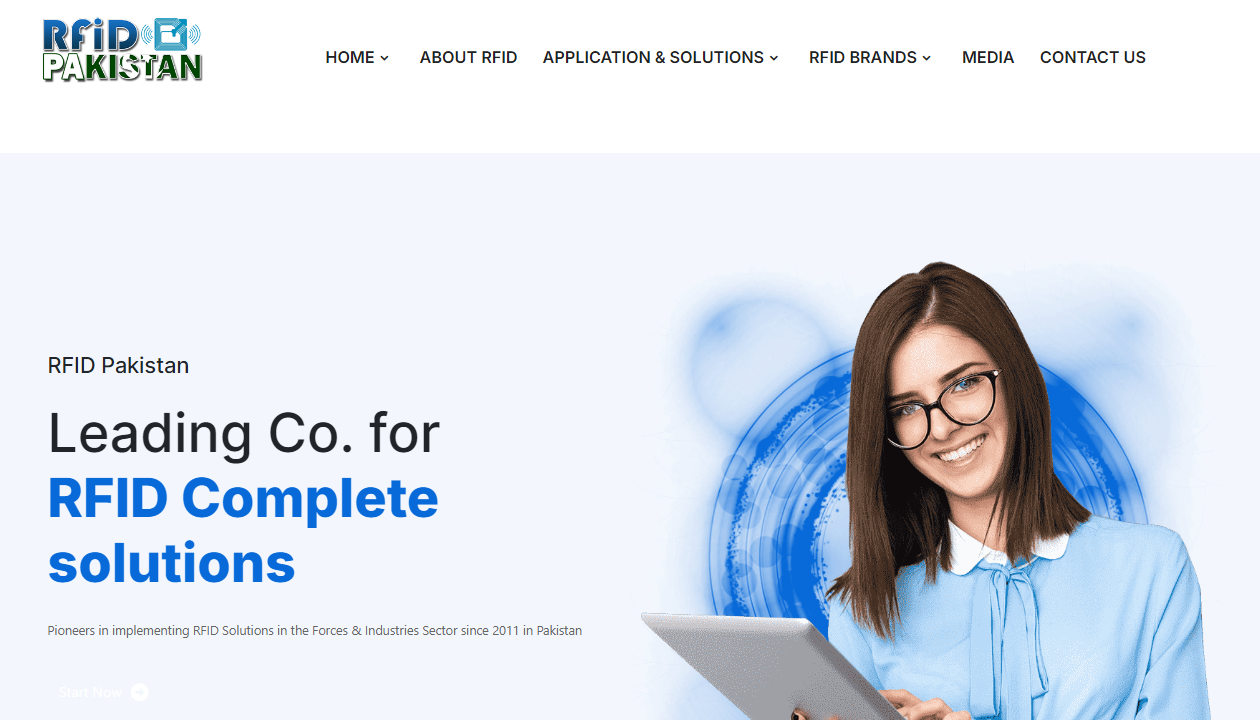 RFiD
PAKISTAN
HOME ABOUT RFID APPLICATION & SOLUTIONS RFID BRANDS MEDIA CONTACT US
RFID Pakistan
Leading Co. for
RFID Complete
solutions
Pioneers in implementing RFID Solutions in the Forces & Industries Sector since 2011 in Pakistan
Start Now